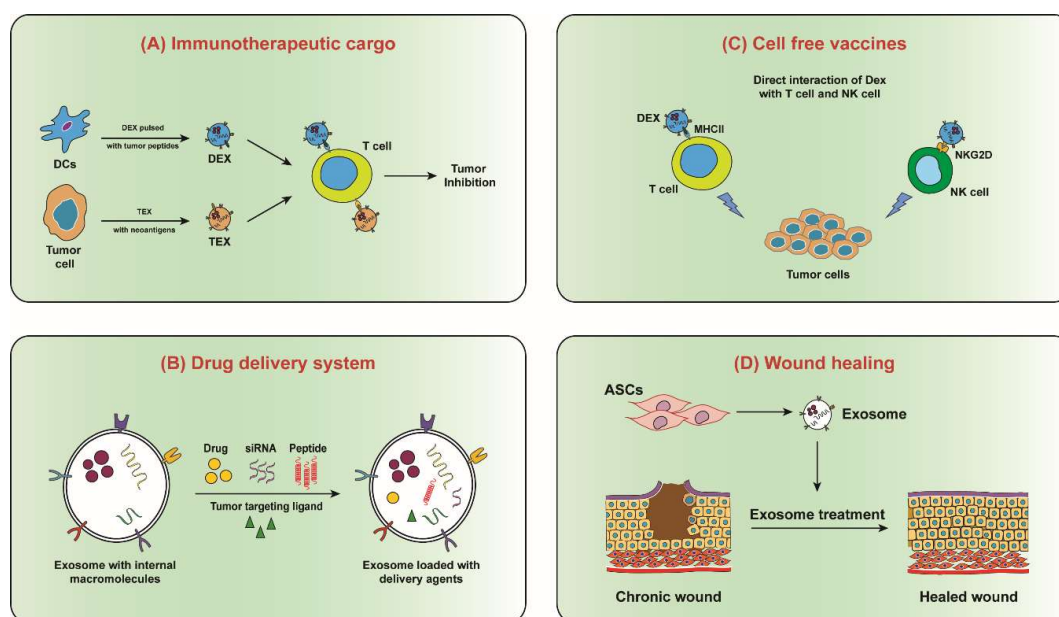 (A) Immunotherapeutic cargo
DCs
DEX pulsed
with tumor peptides
DEX
T cell
Tumor
Inhibition
Tumor
cell
TEX
with neoantigens
TEX
(C) Cell free vaccines
Direct interaction of Dex
with T cell and NK cell
DEX
MHCII
T cell
NKG2D
NK cell
Tumor cells
(B) Drug delivery system
Drug siRNA Peptide
Tumor targeting ligand
Exosome with internal
macromolecules
Exosome loaded with
delivery agents
(D) Wound healing
ASCs
Exosome
Exosome treatment
Chronic wound
Healed wound